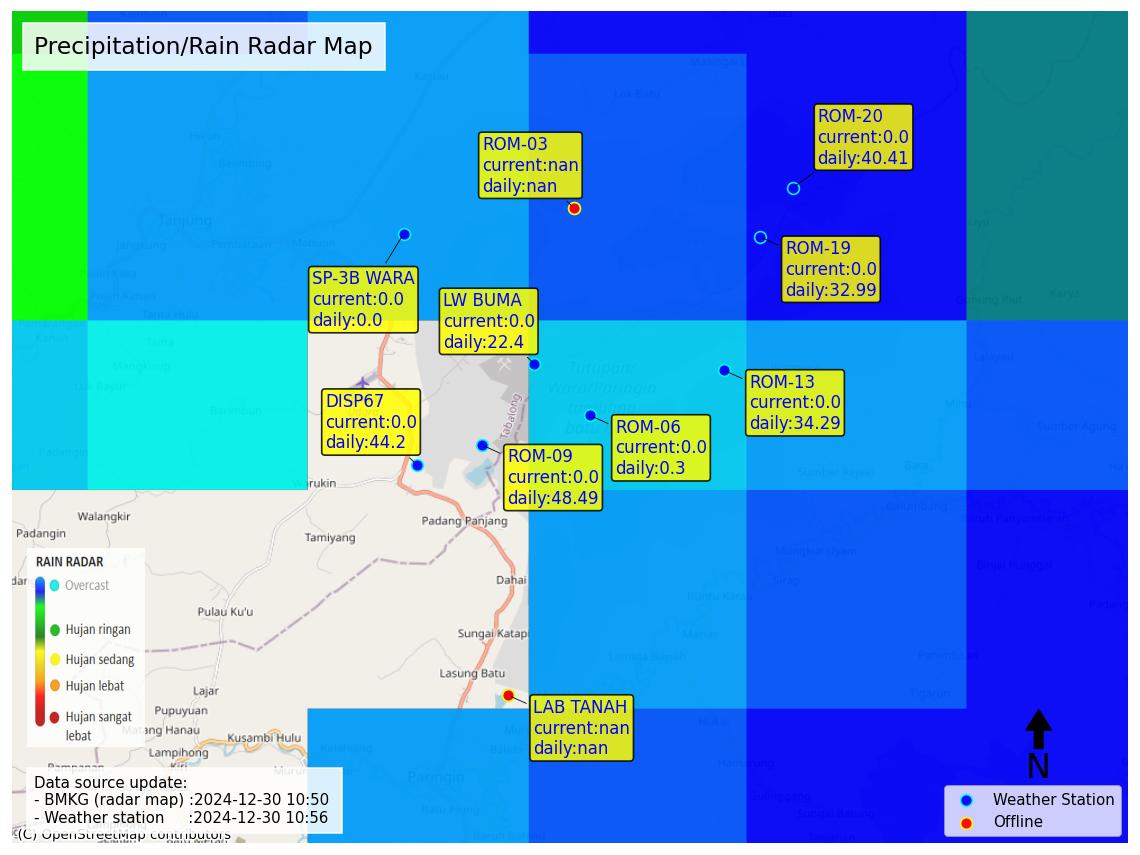 Precipitation/Rain Radar Map
ROM-20
current:0.0
daily:40.41
ROM-03
current:nan
daily:nan
ROM-19
current:0.0
daily:32.99
SP-3B WARA
current:0.0
daily:0.0
LW BUMA
current:0.0
daily:22.4
ROM-13
current:0.0
daily:34.29
DISP67
current:0.0
daily:44.2
ROM-06
current:0.0
daily:0.3
ROM-09
current:0.0
daily:48.49
LAB TANAH
current:nan
daily:nan
Tanjung
Tabalong
Warukin
Walangkir
Padangin
Padang Panjang
Tamiyang
Dahai
Pulau Ku'u
Sungai Katap
Lasung Batu
Lajar
Pupuyuan
Matang Hanau
Lampihong
Kusambi Hulu
Paringin
RAIN RADAR
Overcast
Hujan ringan
Hujan sedang
Hujan lebat
Hujan sangat
lebat
Data source update:
- BMKG (radar map) :2024-12-30 10:50
- Weather station :2024-12-30 10:56
(C) OpenStreetMap contributors
N
Weather Station
Offline